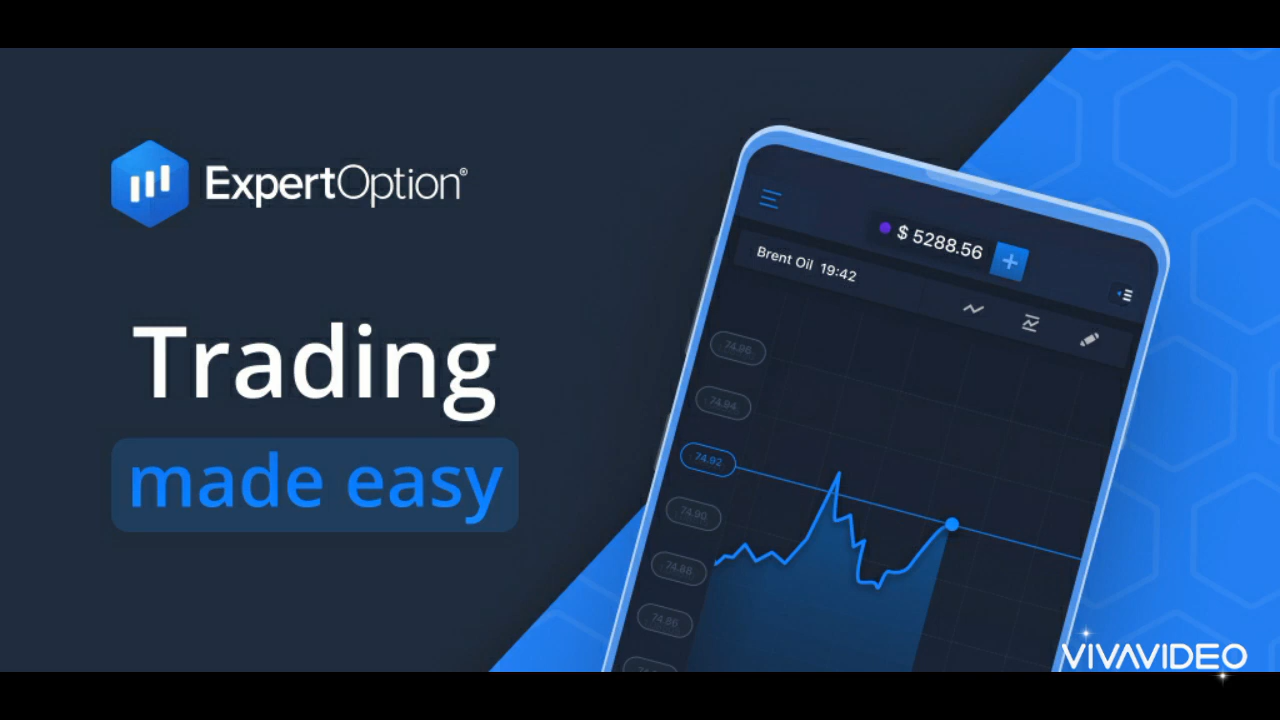 ExpertOption®
Trading
made easy
$ 5288.56
Brent Oil 19:42
74.96
74.94
74.92
74.90
74.88
74.86
VIVAVIDEO